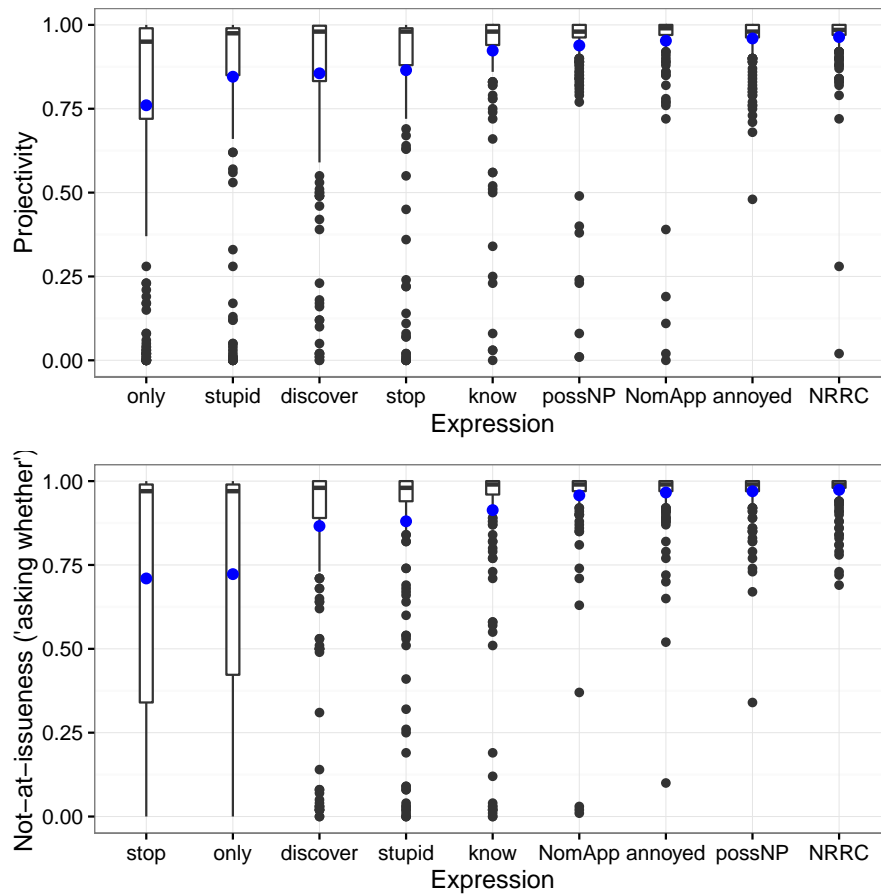 Projectivity
1.00
0.75
0.50
0.25
0.00
only stupid discover stop know possNP NomApp annoyed NRRC
Expression
Not−at−issueness ('asking whether')
1.00
0.75
0.50
0.25
0.00
stop only discover stupid know NomApp annoyed possNP NRRC
Expression